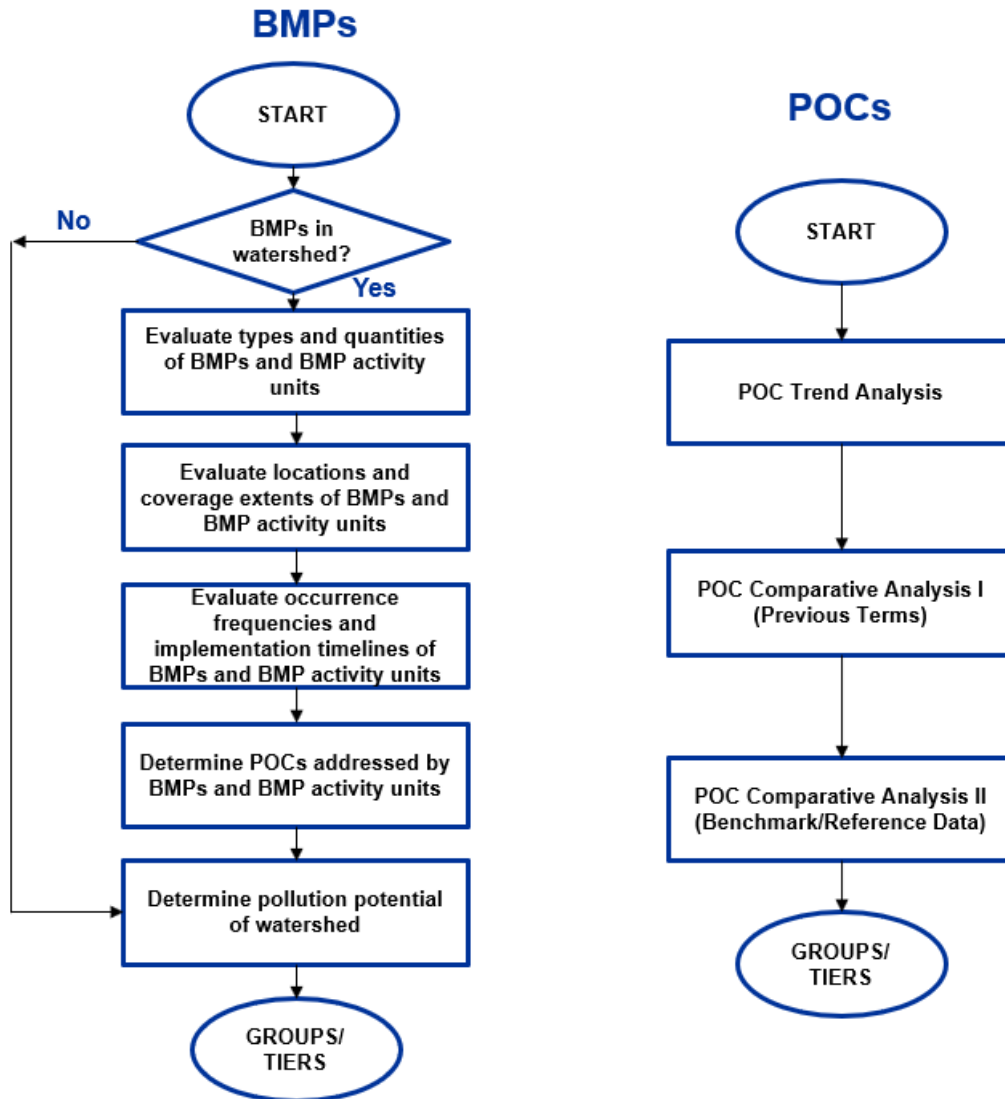 BMPs
START
No
BMPs in
watershed?
Yes
Evaluate types and quantities
of BMPs and BMP activity
units
Evaluate locations and
coverage extents of BMPs and
BMP activity units
Evaluate occurrence
frequencies and
implementation timelines of
BMPs and BMP activity units
Determine POCs addressed by
BMPs and BMP activity units
Determine pollution potential
of watershed
GROUPS/
TIERS
POCs
START
POC Trend Analysis
POC Comparative Analysis I
(Previous Terms)
POC Comparative Analysis II
(Benchmark/Reference Data)
GROUPS/
TIERS